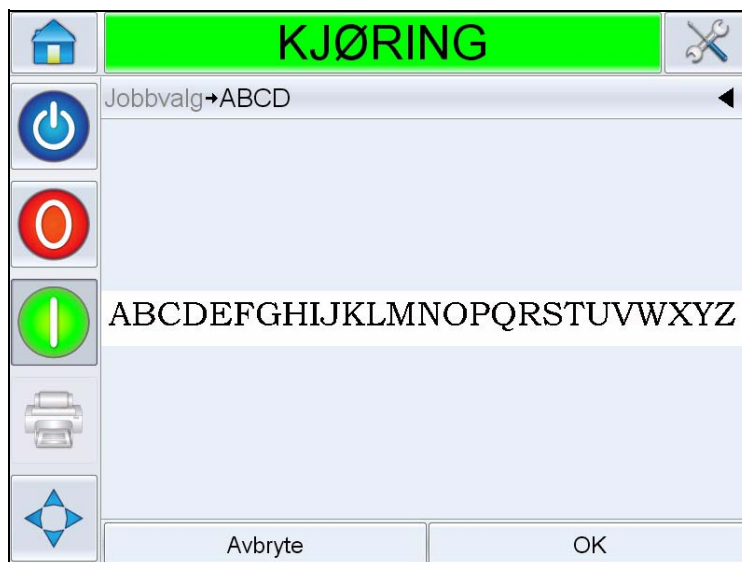 KJØRING
Jobbvalg→ABCD
ABCDEFGHIJKLMNOPQRSTUVWXYZ
Avbryte
OK